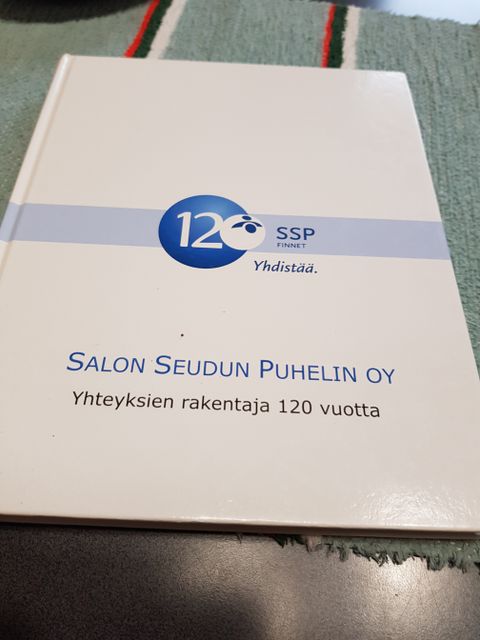 120
SSP
FINNET
Yhdistää.
SALON SEUDUN PUHELIN OY
Yhteyksien rakentaja 120 vuotta